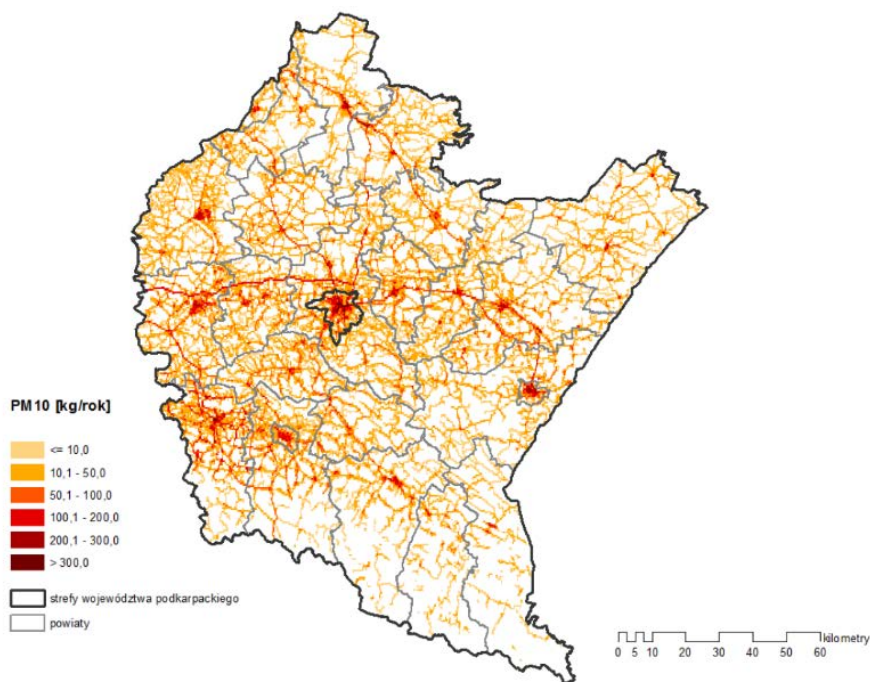 PM10 [kg/rok]
<= 10,0
10,1 - 50,0
50,1 - 100,0
100,1 - 200,0
200,1 - 300,0
> 300,0
strefy województwa podkarpackiego
powiaty
kilometry
0 5 10 20 30 40 50 60